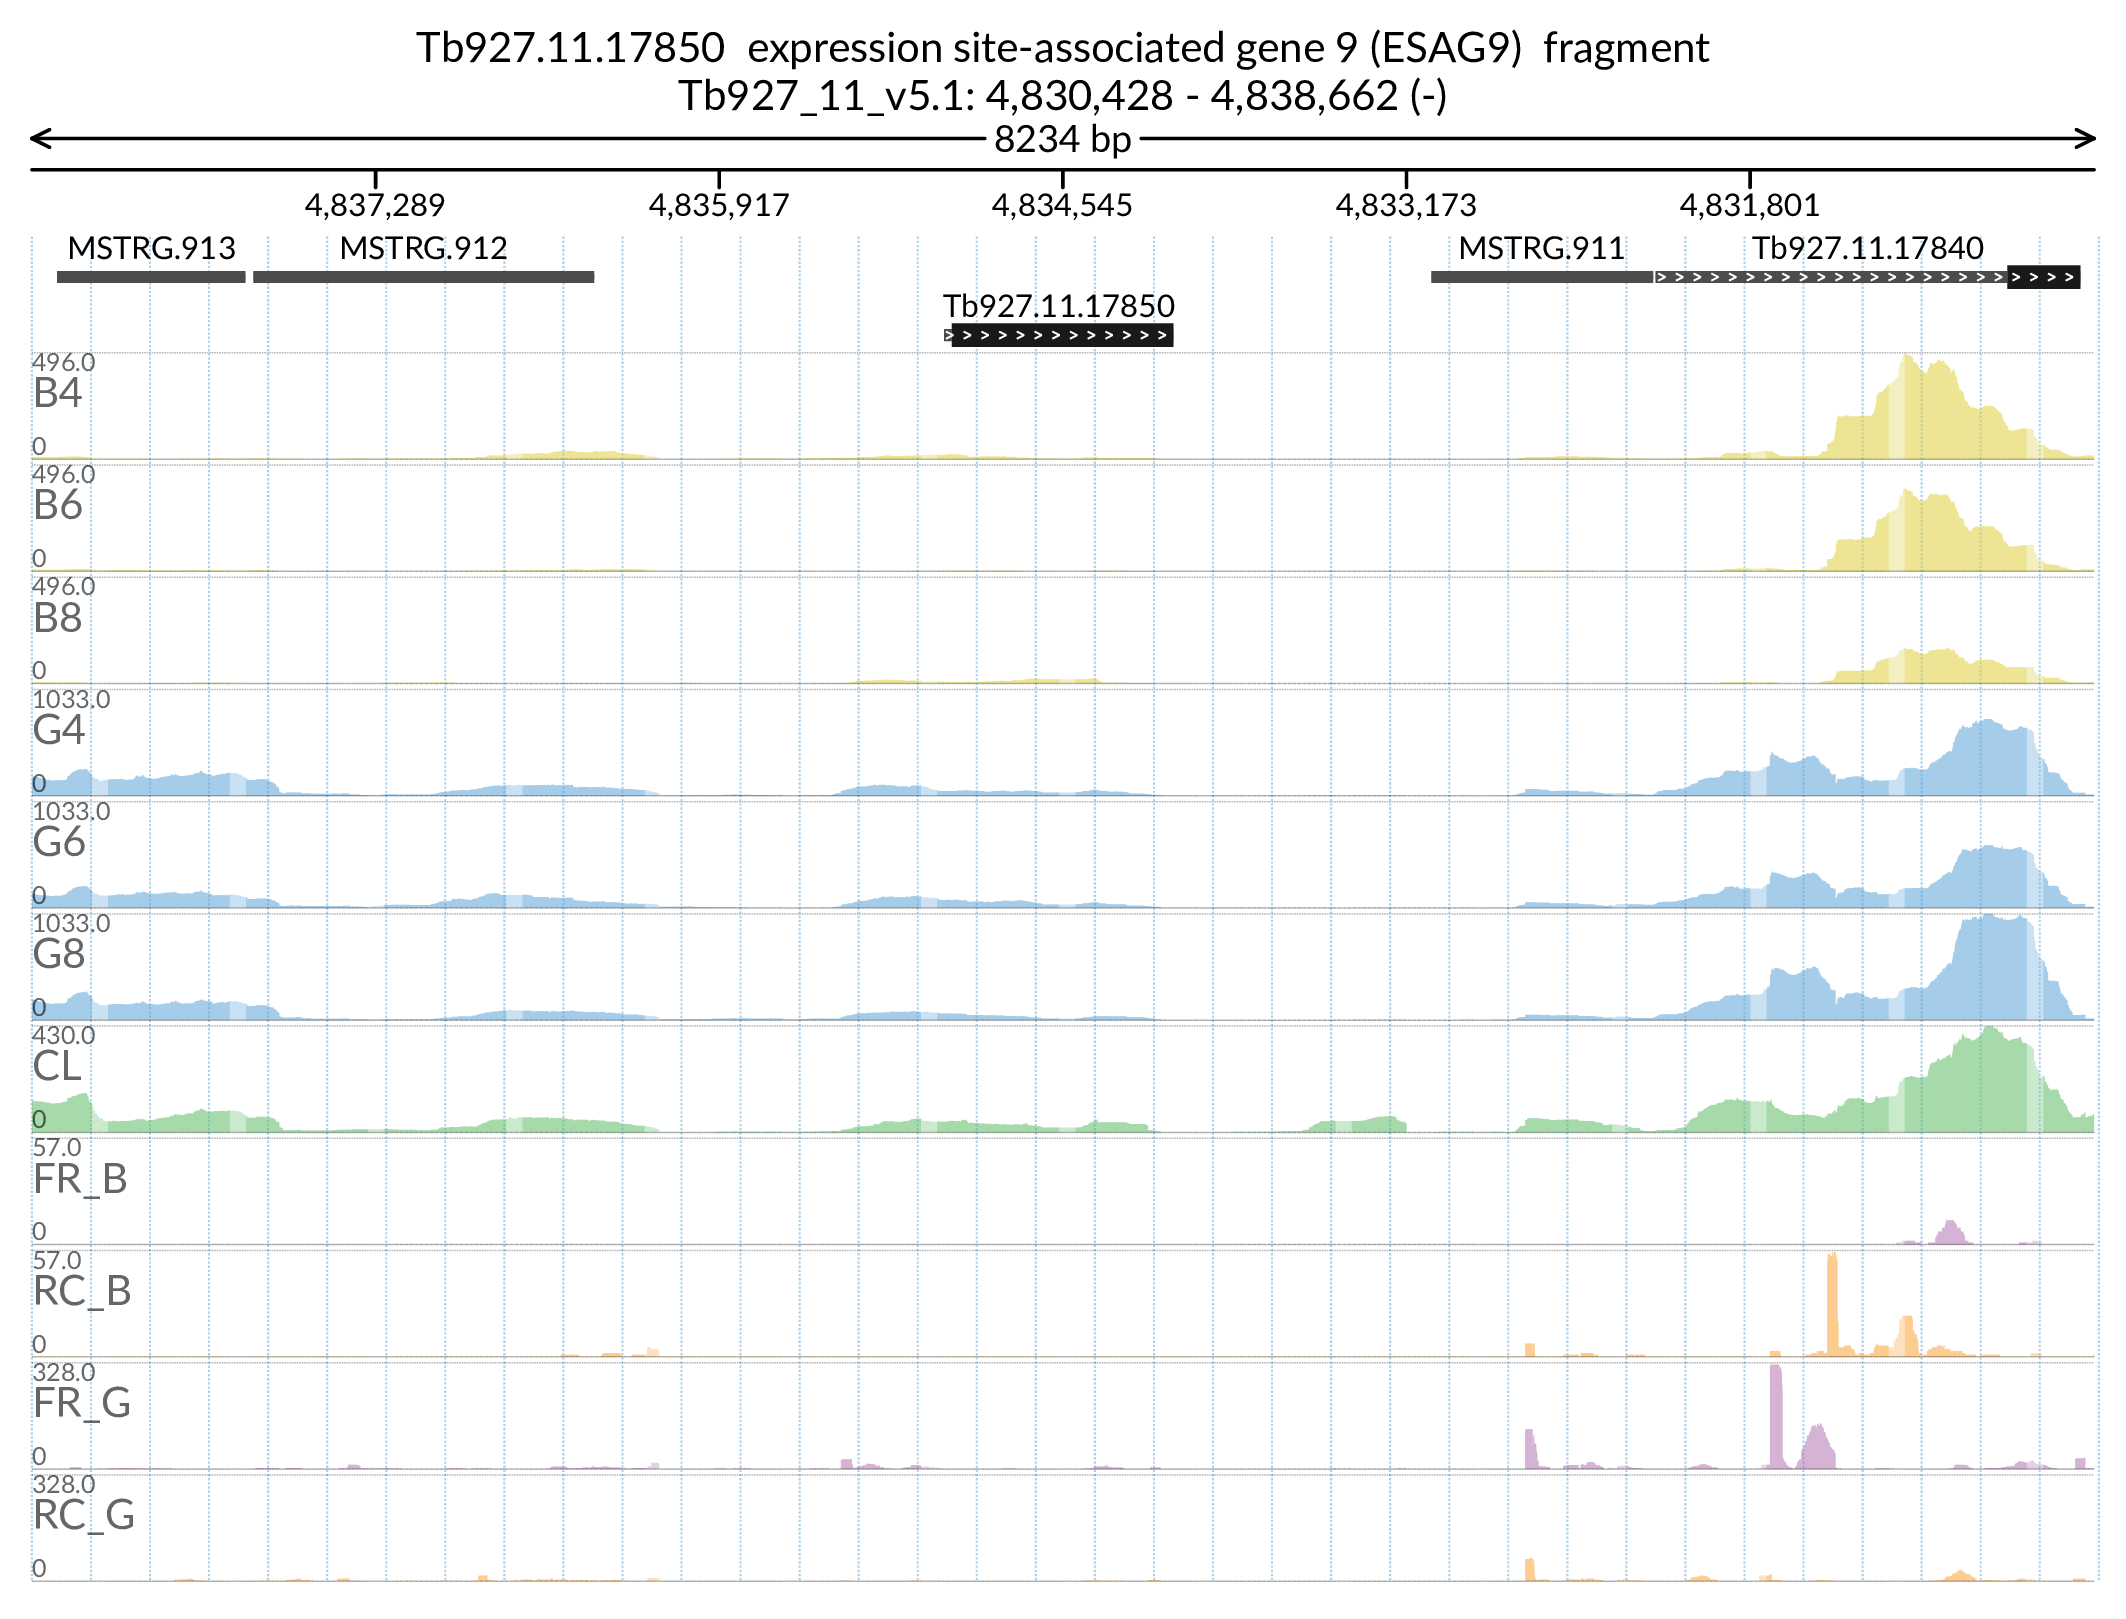 Tb927.11.17850  expression site-associated gene 9 (ESAG9)  fragment
Tb927_11_v5.1: 4,830,428 - 4,838,662 (-)
8234 bp
4,837,289 4,835,917 4,834,545 4,833,173 4,831,801
MSTRG.913 MSTRG.912 MSTRG.911 Tb927.11.17840
Tb927.11.17850
496.0
B4
0
496.0
B6
0
496.0
B8
0
1033.0
G4
0
1033.0
G6
0
1033.0
G8
0
430.0
CL
0
57.0
FR_B
0
57.0
RC_B
0
328.0
FR_G
0
328.0
RC_G
0